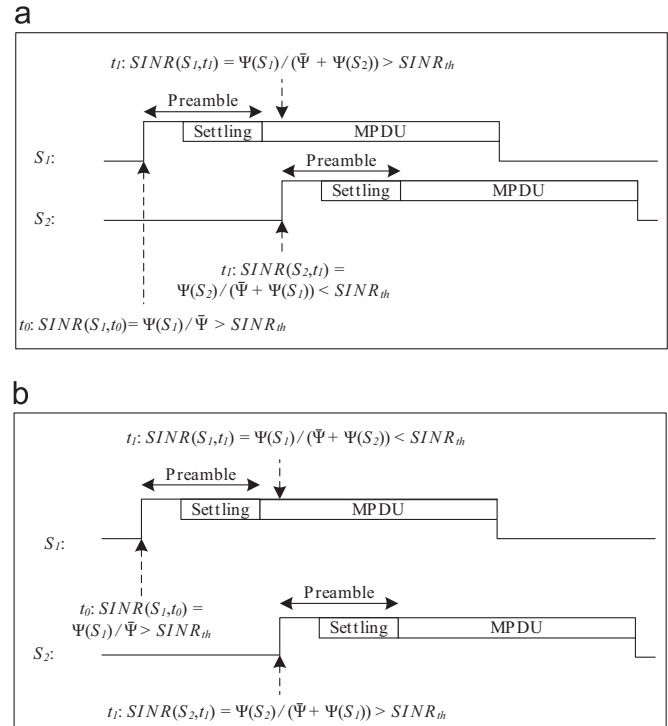 a
t₁: SINR(S₁,t₁) = Ψ(S₁)/(Ψ̄ + Ψ(S₂)) > SINRₜₕ
Preamble
Settling MPDU
S₁:
Preamble
Settling MPDU
S₂:
t₁: SINR(S₂,t₁) =
Ψ(S₂)/(Ψ̄ + Ψ(S₁)) < SINRₜₕ
t₀: SINR(S₁,t₀)= Ψ(S₁)/Ψ̄ > SINRₜₕ
b
t₁: SINR(S₁,t₁) = Ψ(S₁)/(Ψ̄ + Ψ(S₂)) < SINRₜₕ
Preamble
Settling MPDU
S₁:
Preamble
t₀: SINR(S₁,t₀) =
Ψ(S₁)/Ψ̄ > SINRₜₕ
Settling MPDU
S₂:
t₁: SINR(S₂,t₁) = Ψ(S₂)/(Ψ̄ + Ψ(S₁)) > SINRₜₕ